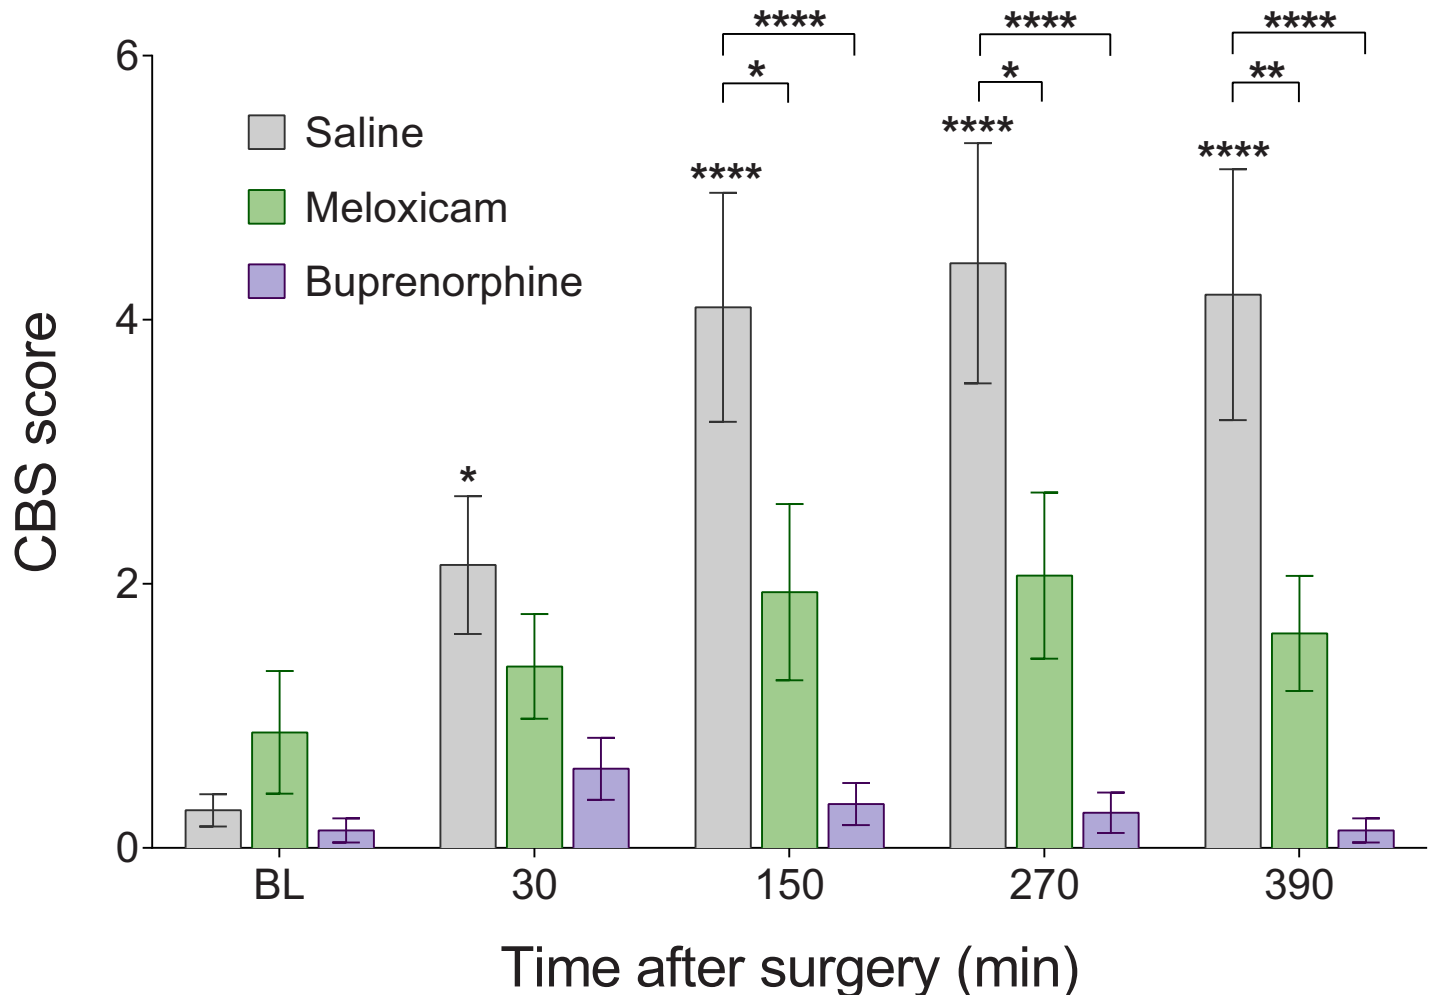 **** **** ****
6
* * **
Saline
****
****
****
Meloxicam
Buprenorphine
4
CBS score
*
2
0
BL 30 150 270 390
Time after surgery (min)